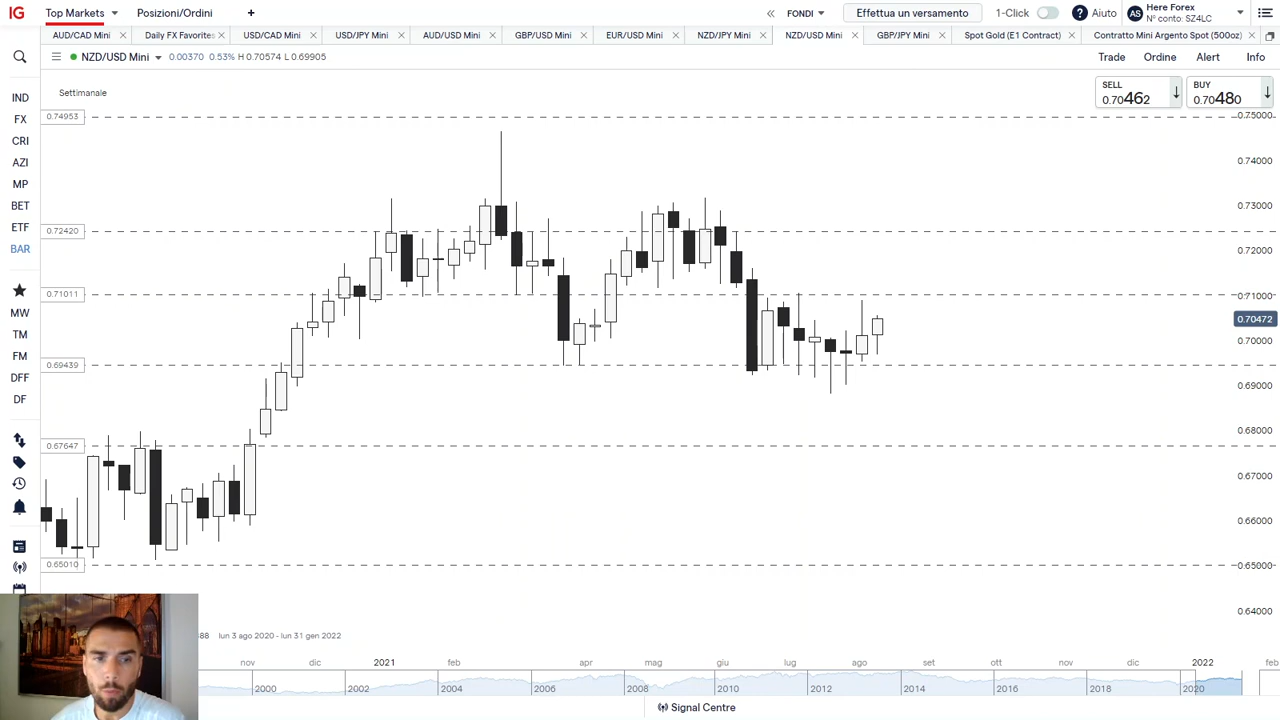 IG Top Markets Posizioni/Ordini + FONDI Effettua un versamento 1-Click ? Aiuto AS Here Forex
Nº conto: SZ4LC
AUD/CAD Mini Daily FX Favorites USD/CAD Mini USD/JPY Mini AUD/USD Mini GBP/USD Mini EUR/USD Mini NZD/JPY Mini NZD/USD Mini GBP/JPY Mini Spot Gold (E1 Contract) Contratto Mini Argento Spot (500oz)
NZD/USD Mini 0.00370 0.53% H 0.70574 L 0.69905 Trade Ordine Alert Info
Settimanale
SELL
0.70462
BUY
0.70480
IND
FX
CRI
AZI
MP
BET
ETF
BAR
MW
TM
FM
DFF
DF
0.74953
0.72420
0.71011
0.69439
0.67647
0.65010
0.75000
0.74000
0.73000
0.72000
0.71000
0.70472
0.70000
0.69000
0.68000
0.67000
0.66000
0.65000
0.64000
88 lun 3 ago 2020 - lun 31 gen 2022
nov dic 2021 feb apr mag giu lug ago set ott nov dic 2022 feb
2000 2002 2004 2006 2008 2010 2012 2014 2016 2018 2020
Signal Centre